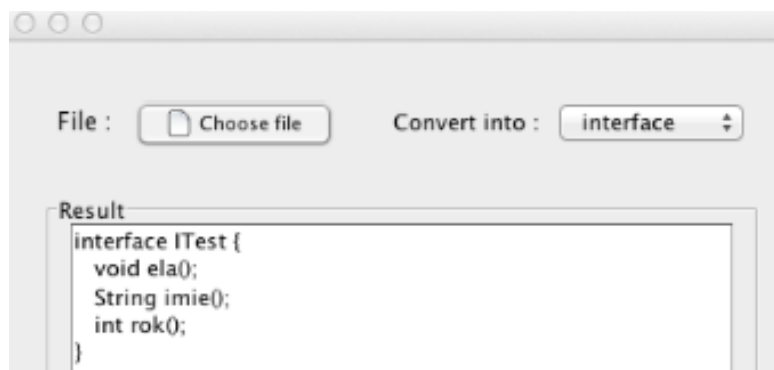 File : Choose file Convert into : interface
Result
interface ITest {
void ela();
String imie();
int rok();
}